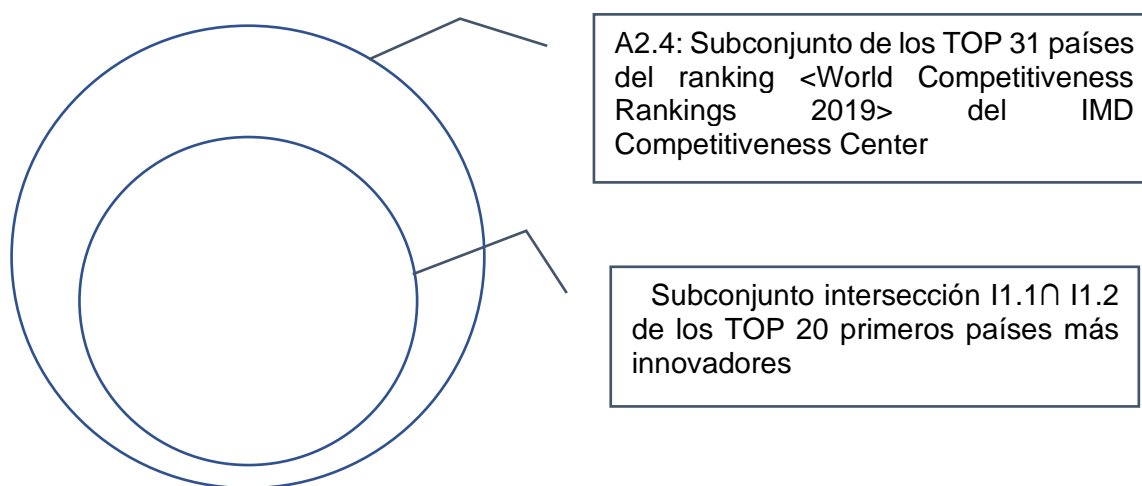 A2.4: Subconjunto de los TOP 31 países
del ranking <World Competitiveness
Rankings 2019> del IMD
Competitiveness Center
Subconjunto intersección I1.1∩ I1.2
de los TOP 20 primeros países más
innovadores